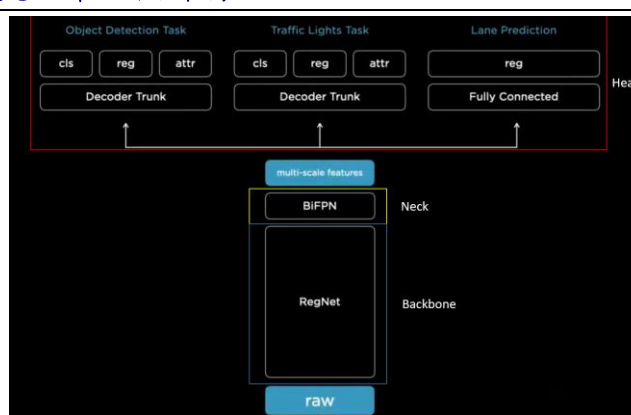 Object Detection Task Traffic Lights Task Lane Prediction
cls reg attr cls reg attr reg
Decoder Trunk Decoder Trunk Fully Connected
multi-scale features
BiFPN Neck
RegNet Backbone
raw